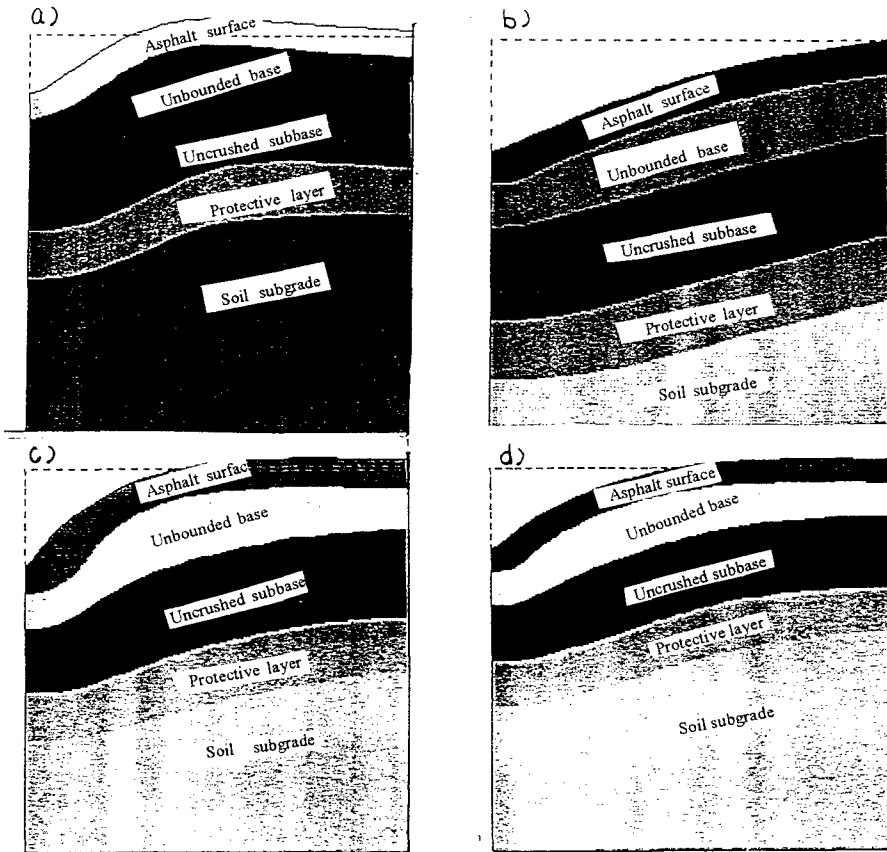 a)
Asphalt surface
Unbounded base
Uncrushed subbase
Protective layer
Soil subgrade
b)
Asphalt surface
Unbounded base
Uncrushed subbase
Protective layer
Soil subgrade
c)
Asphalt surface
Unbounded base
Uncrushed subbase
Protective layer
Soil subgrade
d)
Asphalt surface
Unbounded base
Uncrushed subbase
Protective layer
Soil subgrade